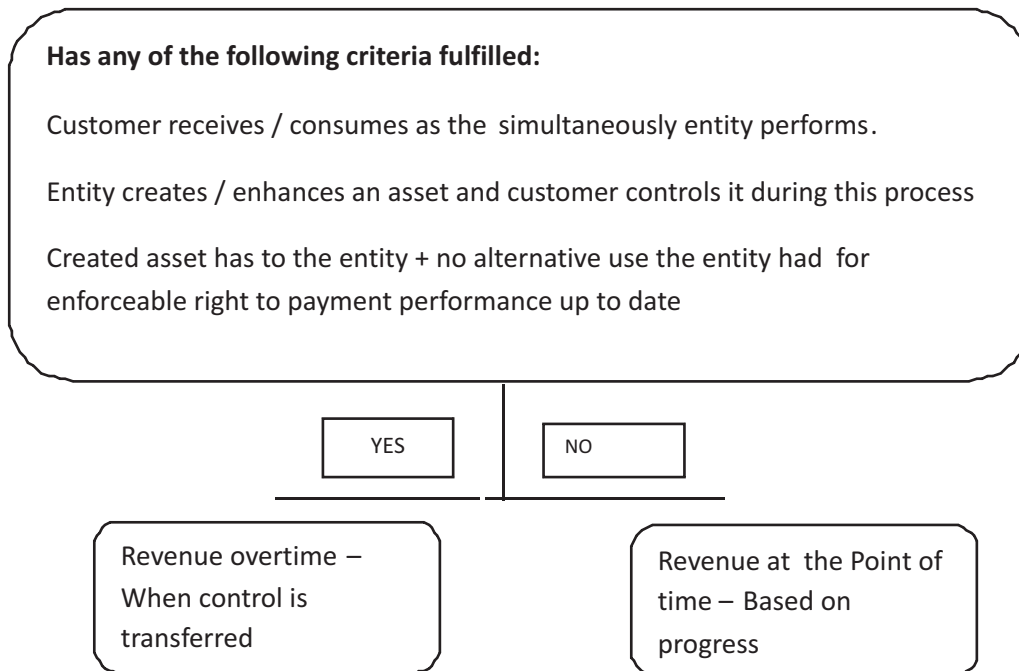 Has any of the following criteria fulfilled:
Customer receives / consumes as the simultaneously entity performs.
Entity creates / enhances an asset and customer controls it during this process
Created asset has to the entity + no alternative use the entity had for
enforceable right to payment performance up to date
YES
NO
Revenue overtime –
When control is
transferred
Revenue at the Point of
time – Based on
progress